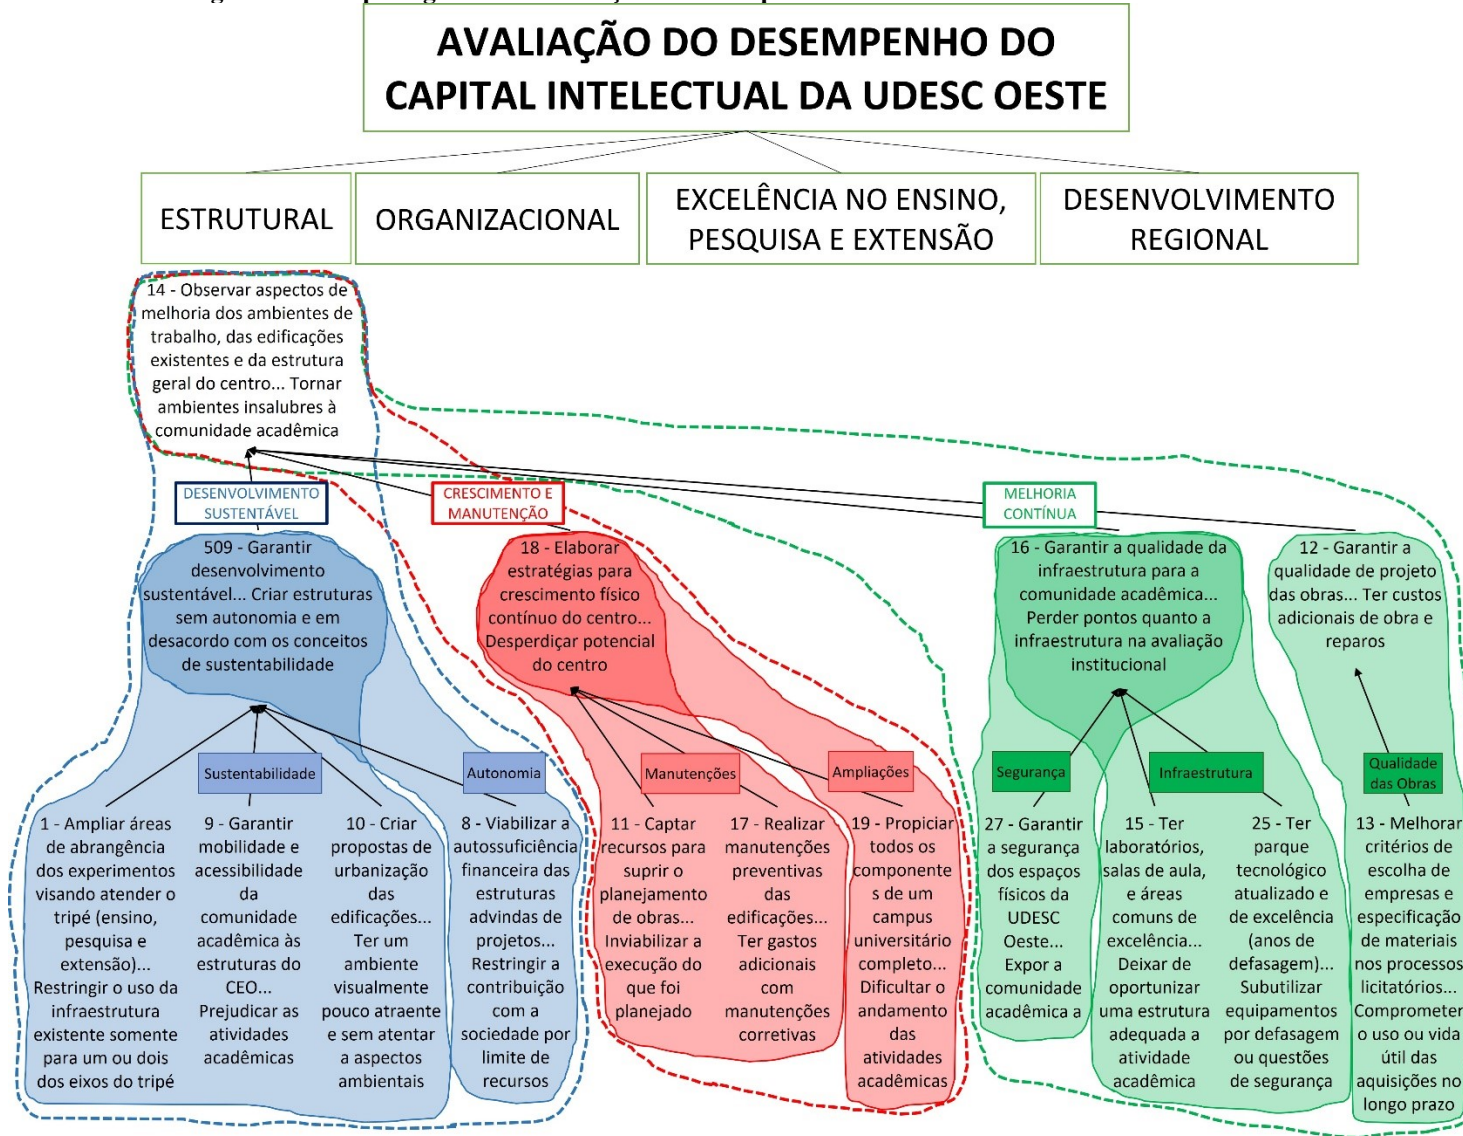 AVALIAÇÃO DO DESEMPENHO DO
CAPITAL INTELECTUAL DA UDESC OESTE
ESTRUTURAL
ORGANIZACIONAL
EXCELÊNCIA NO ENSINO,
PESQUISA E EXTENSÃO
DESENVOLVIMENTO
REGIONAL
14 - Observar aspectos de
melhoria dos ambientes de
trabalho, das edificações
existentes e da estrutura
geral do centro... Tornar
ambientes insalubres à
comunidade acadêmica
DESENVOLVIMENTO
SUSTENTÁVEL
CRESCIMENTO E
MANUTENÇÃO
MELHORIA
CONTÍNUA
509 - Garantir
desenvolvimento
sustentável... Criar estruturas
sem autonomia e em
desacordo com os conceitos
de sustentabilidade
18 - Elaborar
estratégias para
crescimento físico
contínuo do centro...
Desperdiçar potencial
do centro
16 - Garantir a qualidade da
infraestrutura para a
comunidade acadêmica...
Perder pontos quanto a
infraestrutura na avaliação
institucional
12 - Garantir a
qualidade de projeto
das obras... Ter custos
adicionais de obra e
reparos
Sustentabilidade
Autonomia
Manutenções
Ampliações
Segurança
Infraestrutura
Qualidade
das Obras
1 - Ampliar áreas
de abrangência
dos experimentos
visando atender o
tripé (ensino,
pesquisa e
extensão)...
Restringir o uso da
infraestrutura
existente somente
para um ou dois
dos eixos do tripé
9 - Garantir
mobilidade e
acessibilidade
da
comunidade
acadêmica às
estruturas do
CEO...
Prejudicar as
atividades
acadêmicas
10 - Criar
propostas de
urbanização
das
edificações...
Ter um
ambiente
visualmente
pouco atraente
e sem atentar
a aspectos
ambientais
8 - Viabilizar a
autossuficiência
financeira das
estruturas
advindas de
projetos...
Restringir a
contribuição
com a
sociedade por
limite de
recursos
11 - Captar
recursos para
suprir o
planejamento
de obras...
Inviabilizar a
execução do
que foi
planejado
17 - Realizar
manutenções
preventivas
das
edificações...
Ter gastos
adicionais
com
manutenções
corretivas
19 - Propiciar
todos os
componente
s de um
campus
universitário
completo...
Dificultar o
andamento
das
atividades
acadêmicas
27 - Garantir
a segurança
dos espaços
físicos da
UDESC
Oeste...
Expor a
comunidade
acadêmica a
15 - Ter
laboratórios,
salas de aula,
e áreas
comuns de
excelência...
Deixar de
oportunizar
uma estrutura
adequada a
atividade
acadêmica
25 - Ter
parque
tecnológico
atualizado e
de excelência
(anos de
defasagem)...
Subutilizar
equipamentos
por defasagem
ou questões
de segurança
13 - Melhorar
critérios de
escolha de
empresas e
especificação
de materiais
nos processos
licitatórios...
Comprometer
o uso ou vida
útil das
aquisições no
longo prazo